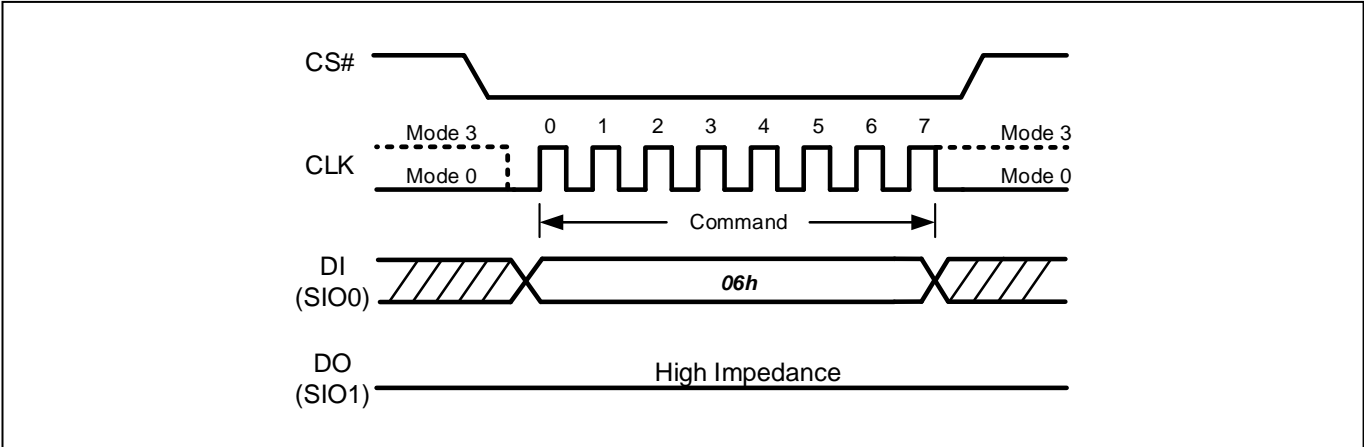 CS#
Mode 3 0 1 2 3 4 5 6 7 Mode 3
CLK
Mode 0 Mode 0
Command
DI
(SIO0)
06h
DO
(SIO1)
High Impedance